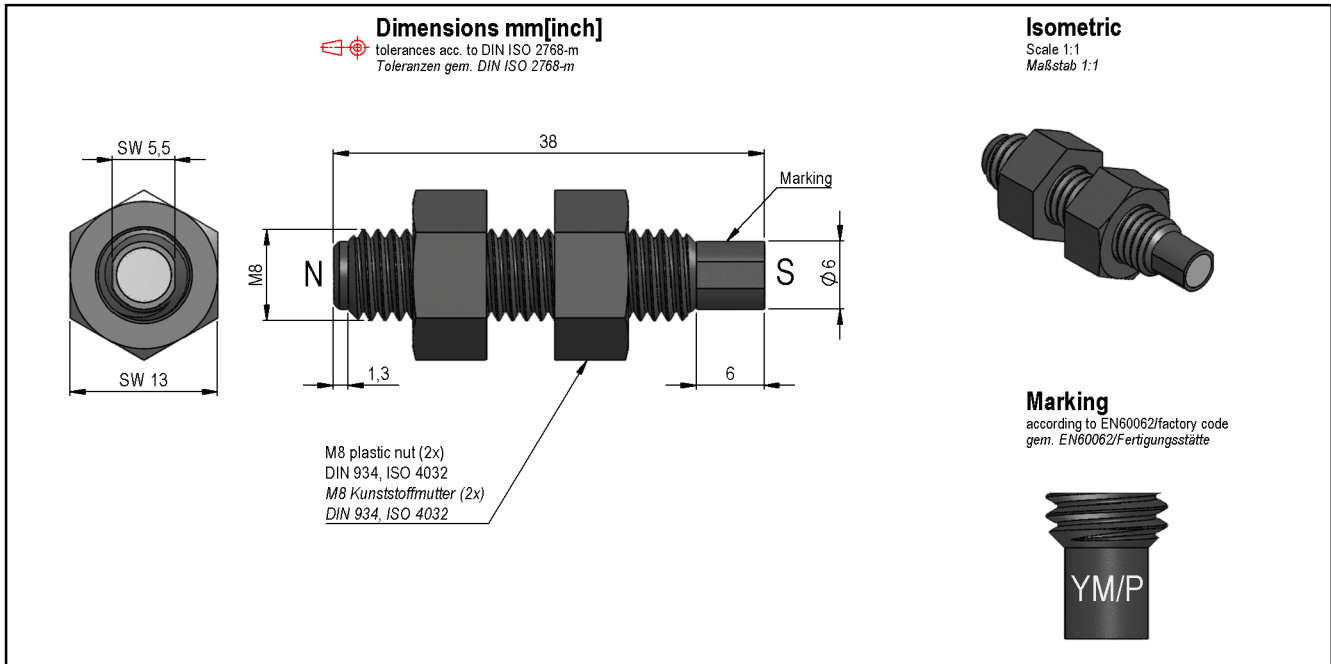 Dimensions mm[inch]
tolerances acc. to DIN ISO 2768-m
Toleranzen gem. DIN ISO 2768-m
Isometric
Scale 1:1
Maßstab 1:1
SW 5,5
SW 13
38
Marking
M8
N
S
Ø6
1,3
6
M8 plastic nut (2x)
DIN 934, ISO 4032
M8 Kunststoffmutter (2x)
DIN 934, ISO 4032
Marking
according to EN60062/factory code
gem. EN60062/Fertigungsstätte
YM/P